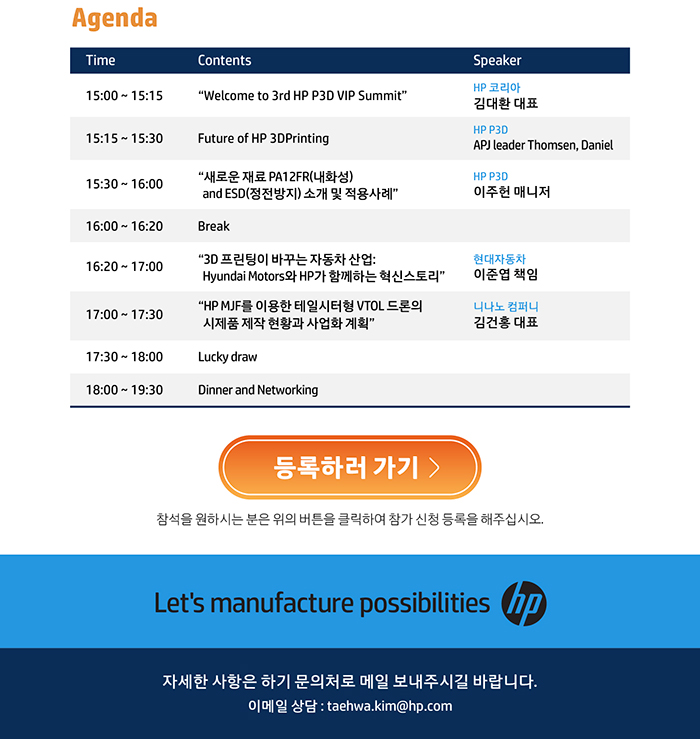 Agenda
Time Contents Speaker
15:00 ~ 15:15 “Welcome to 3rd HP P3D VIP Summit” HP 코리아
김대환 대표
15:15 ~ 15:30 Future of HP 3DPrinting HP P3D
APJ leader Thomsen, Daniel
15:30 ~ 16:00 “새로운 재료 PA12FR(내화성) HP P3D
and ESD(정전방지) 소개 및 적용사례” 이주헌 매니저
16:00 ~ 16:20 Break
16:20 ~ 17:00 “3D 프린팅이 바꾸는 자동차 산업: 현대자동차
Hyundai Motors와 HP가 함께하는 혁신스토리” 이준엽 책임
17:00 ~ 17:30 “HP MJF를 이용한 테일시터형 VTOL 드론의 니나노 컴퍼니
시제품 제작 현황과 사업화 계획” 김건홍 대표
17:30 ~ 18:00 Lucky draw
18:00 ~ 19:30 Dinner and Networking
등록하러 가기 >
참석을 원하시는 분은 위의 버튼을 클릭하여 참가 신청 등록을 해주십시오.
Let's manufacture possibilities hp
자세한 사항은 하기 문의처로 메일 보내주시길 바랍니다.
이메일 상담 : taehwa.kim@hp.com